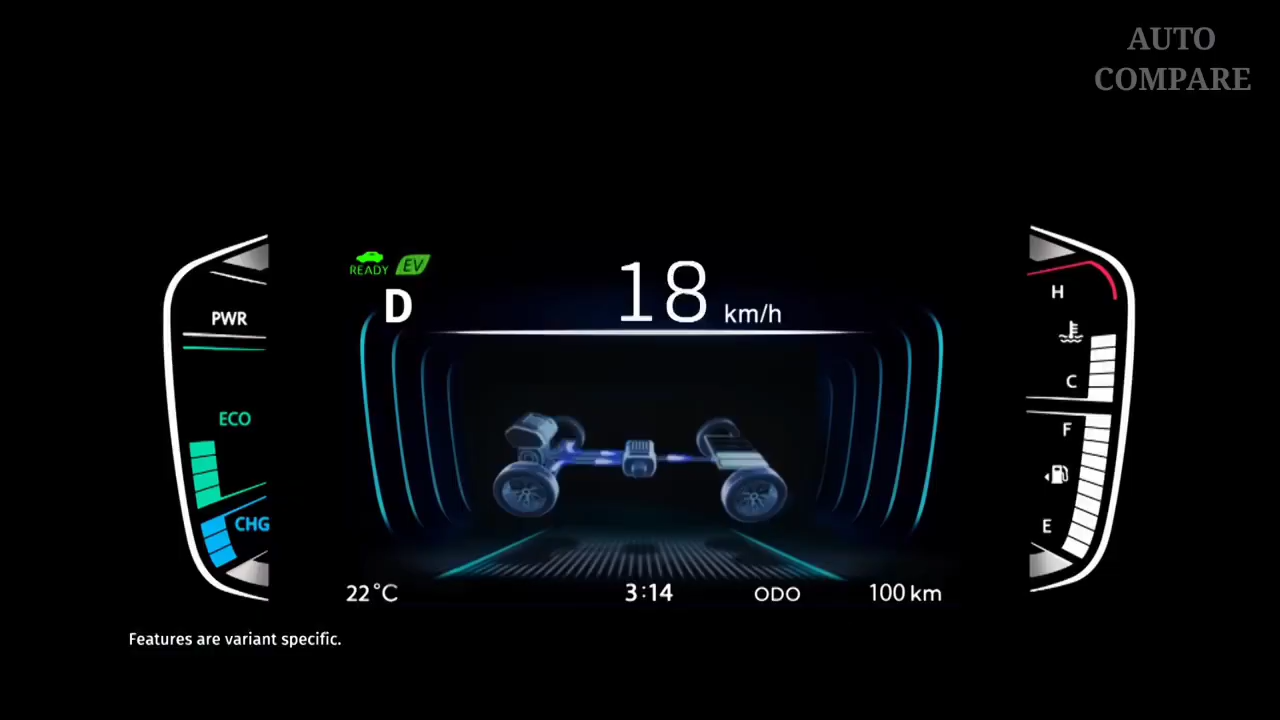 AUTO
COMPARE
READY EV
D
18 km/h
PWR
ECO
CHG
H
C
F
E
22°C
3:14
ODO
100 km
Features are variant specific.